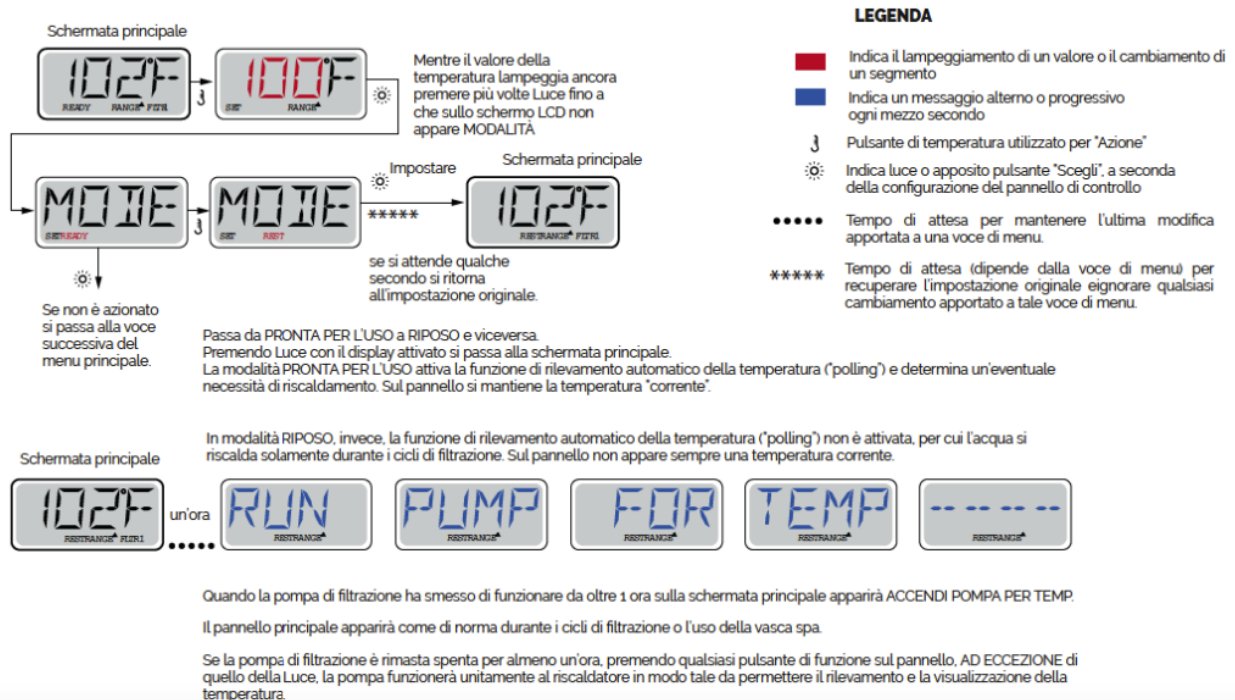 LEGENDA
Schermata principale
102°F
READY RANGE FLTR1
100°F
SET RANGE
Mentre il valore della
temperatura lampeggia ancora
premere più volte Luce fino a
che sullo schermo LCD non
appare MODALITÀ
Indica il lampeggiamento di un valore o il cambiamento di
un segmento
Indica un messaggio alterno o progressivo
ogni mezzo secondo
Pulsante di temperatura utilizzato per "Azione"
Indica luce o apposito pulsante "Scegli", a seconda
della configurazione del pannello di controllo
••••• Tempo di attesa per mantenere l'ultima modifica
apportata a una voce di menu.
***** Tempo di attesa (dipende dalla voce di menu) per
recuperare l'impostazione originale eignorare qualsiasi
cambiamento apportato a tale voce di menu.
MODE
SET READY
MODE
SET REST
Impostare
*****
Schermata principale
102°F
RESTRANGE FLTR1
se si attende qualche
secondo si ritorna
all'impostazione originale.
Se non è azionato
si passa alla voce
successiva del
menu principale.
Passa da PRONTA PER L'USO a RIPOSO e viceversa.
Premendo Luce con il display attivato si passa alla schermata principale.
La modalità PRONTA PER L'USO attiva la funzione di rilevamento automatico della temperatura ("polling") e determina un'eventuale
necessità di riscaldamento. Sul pannello si mantiene la temperatura "corrente".
In modalità RIPOSO, invece, la funzione di rilevamento automatico della temperatura ("polling") non è attivata, per cui l'acqua si
riscalda solamente durante i cicli di filtrazione. Sul pannello non appare sempre una temperatura corrente.
Schermata principale
102°F
RESTRANGE FLTR1
un'ora
•••••
RUN
RESTRANGE
PUMP
RESTRANGE
FOR
RESTRANGE
TEMP
RESTRANGE
-- -- -- --
RESTRANGE
Quando la pompa di filtrazione ha smesso di funzionare da oltre 1 ora sulla schermata principale apparirà ACCENDI POMPA PER TEMP.
Il pannello principale apparirà come di norma durante i cicli di filtrazione o l'uso della vasca spa.
Se la pompa di filtrazione è rimasta spenta per almeno un'ora, premendo qualsiasi pulsante di funzione sul pannello, AD ECCEZIONE di
quello della Luce, la pompa funzionerà unitamente al riscaldatore in modo tale da permettere il rilevamento e la visualizzazione della
temperatura.